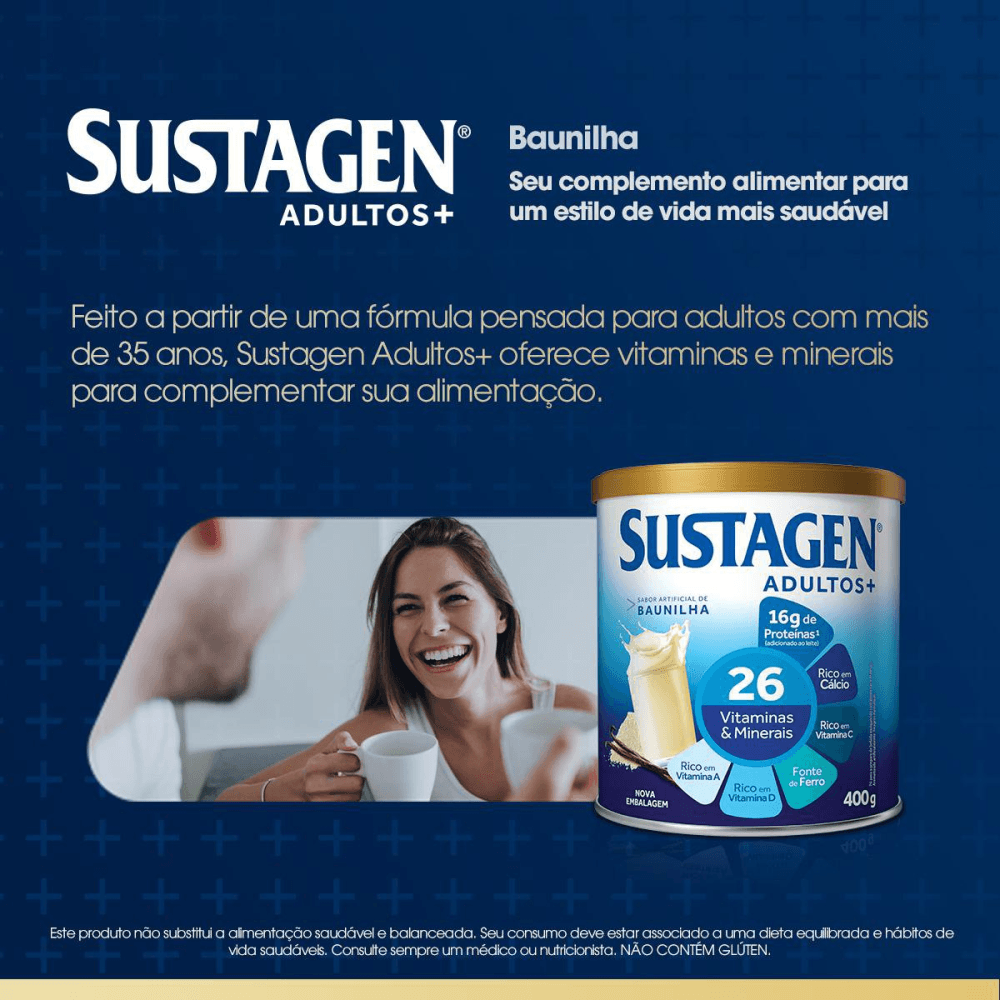 SUSTAGEN®
ADULTOS+
Baunilha
Seu complemento alimentar para
um estilo de vida mais saudável
Feito a partir de uma fórmula pensada para adultos com mais
de 35 anos, Sustagen Adultos+ oferece vitaminas e minerais
para complementar sua alimentação.
SUSTAGEN®
ADULTOS+
SABOR ARTIFICIAL DE
BAUNILHA
16g de
Proteínas¹
(adicionado ao leite)
26
Vitaminas
& Minerais
Rico em
Cálcio
Rico em
Vitamina C
Fonte
de Ferro
Rico em
Vitamina D
Rico em
Vitamina A
NOVA
EMBALAGEM
400g
Este produto não substitui a alimentação saudável e balanceada. Seu consumo deve estar associado a uma dieta equilibrada e hábitos de
vida saudáveis. Consulte sempre um médico ou nutricionista. NÃO CONTÉM GLÚTEN.